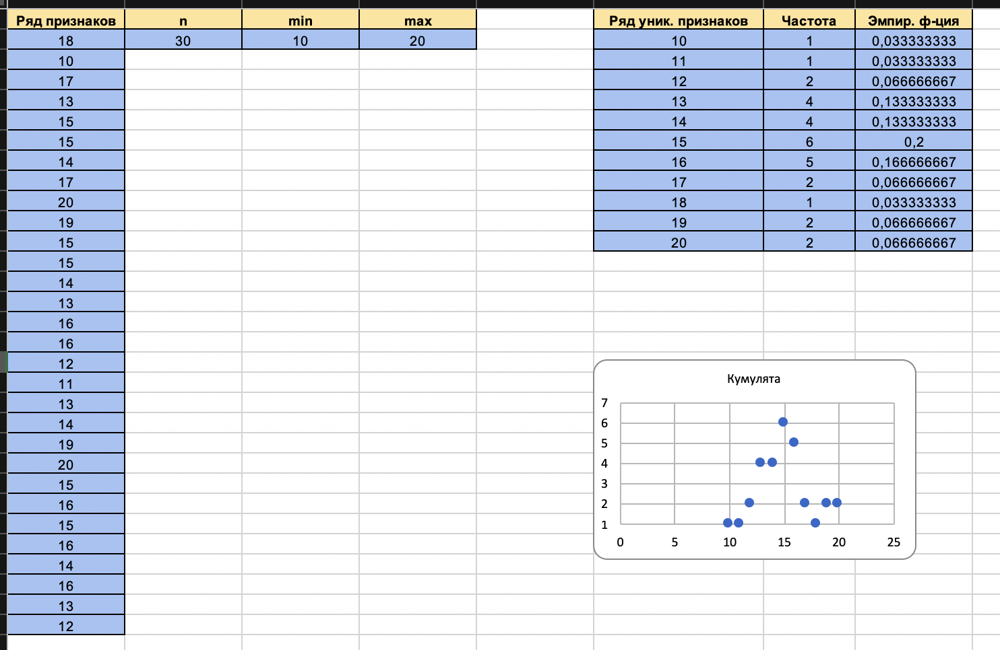 Ряд признаков n min max Ряд уник. признаков Частота Эмпир. ф-ция
18 30 10 20 10 1 0,033333333
10 11 1 0,033333333
17 12 2 0,066666667
13 13 4 0,133333333
15 14 4 0,133333333
15 15 6 0,2
14 16 5 0,166666667
17 17 2 0,066666667
20 18 1 0,033333333
19 19 2 0,066666667
15 20 2 0,066666667
15
14
13
16
16
12
11
13
14
19
20
15
16
15
16
14
16
13
12
Кумулята
7
6
5
4
3
2
1
0 5 10 15 20 25